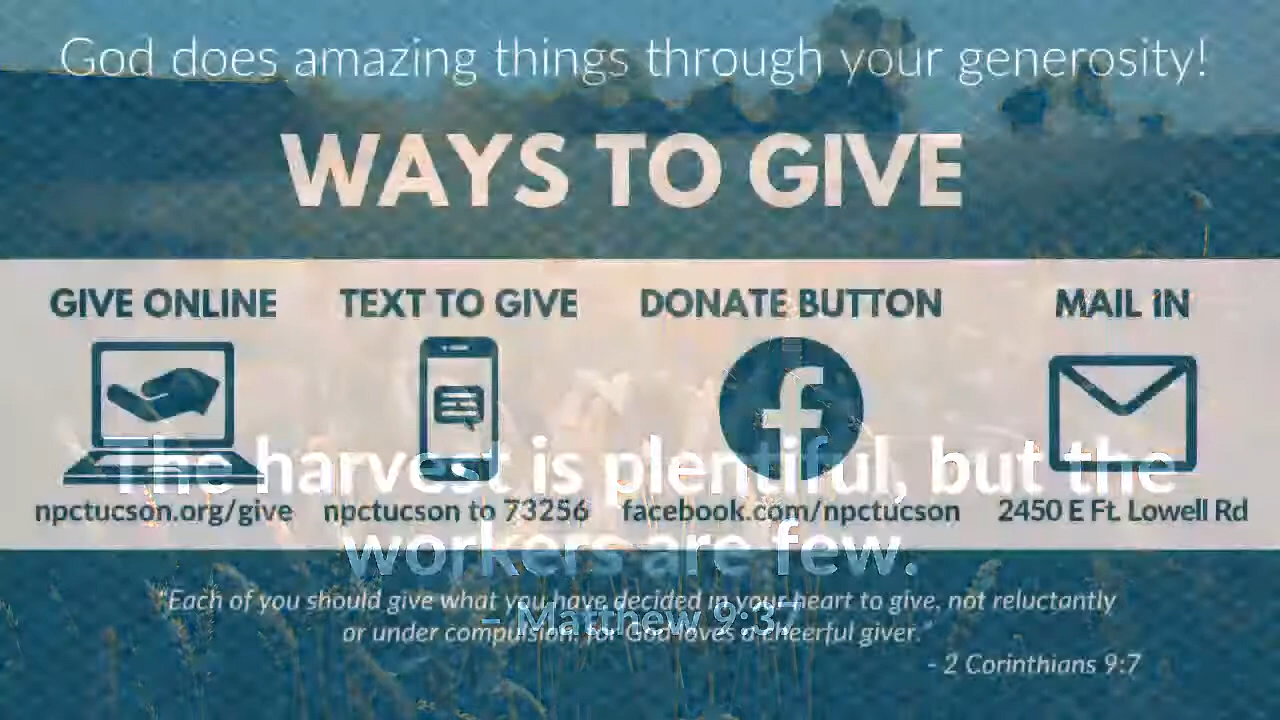 God does amazing things through your generosity!
WAYS TO GIVE
GIVE ONLINE
npctucson.org/give
TEXT TO GIVE
npctucson to 73256
DONATE BUTTON
facebook.com/npctucson
MAIL IN
2450 E Ft. Lowell Rd
The harvest is plentiful, but the
workers are few.
- Matthew 9:37
"Each of you should give what you have decided in your heart to give, not reluctantly
or under compulsion, for God loves a cheerful giver."
- 2 Corinthians 9:7